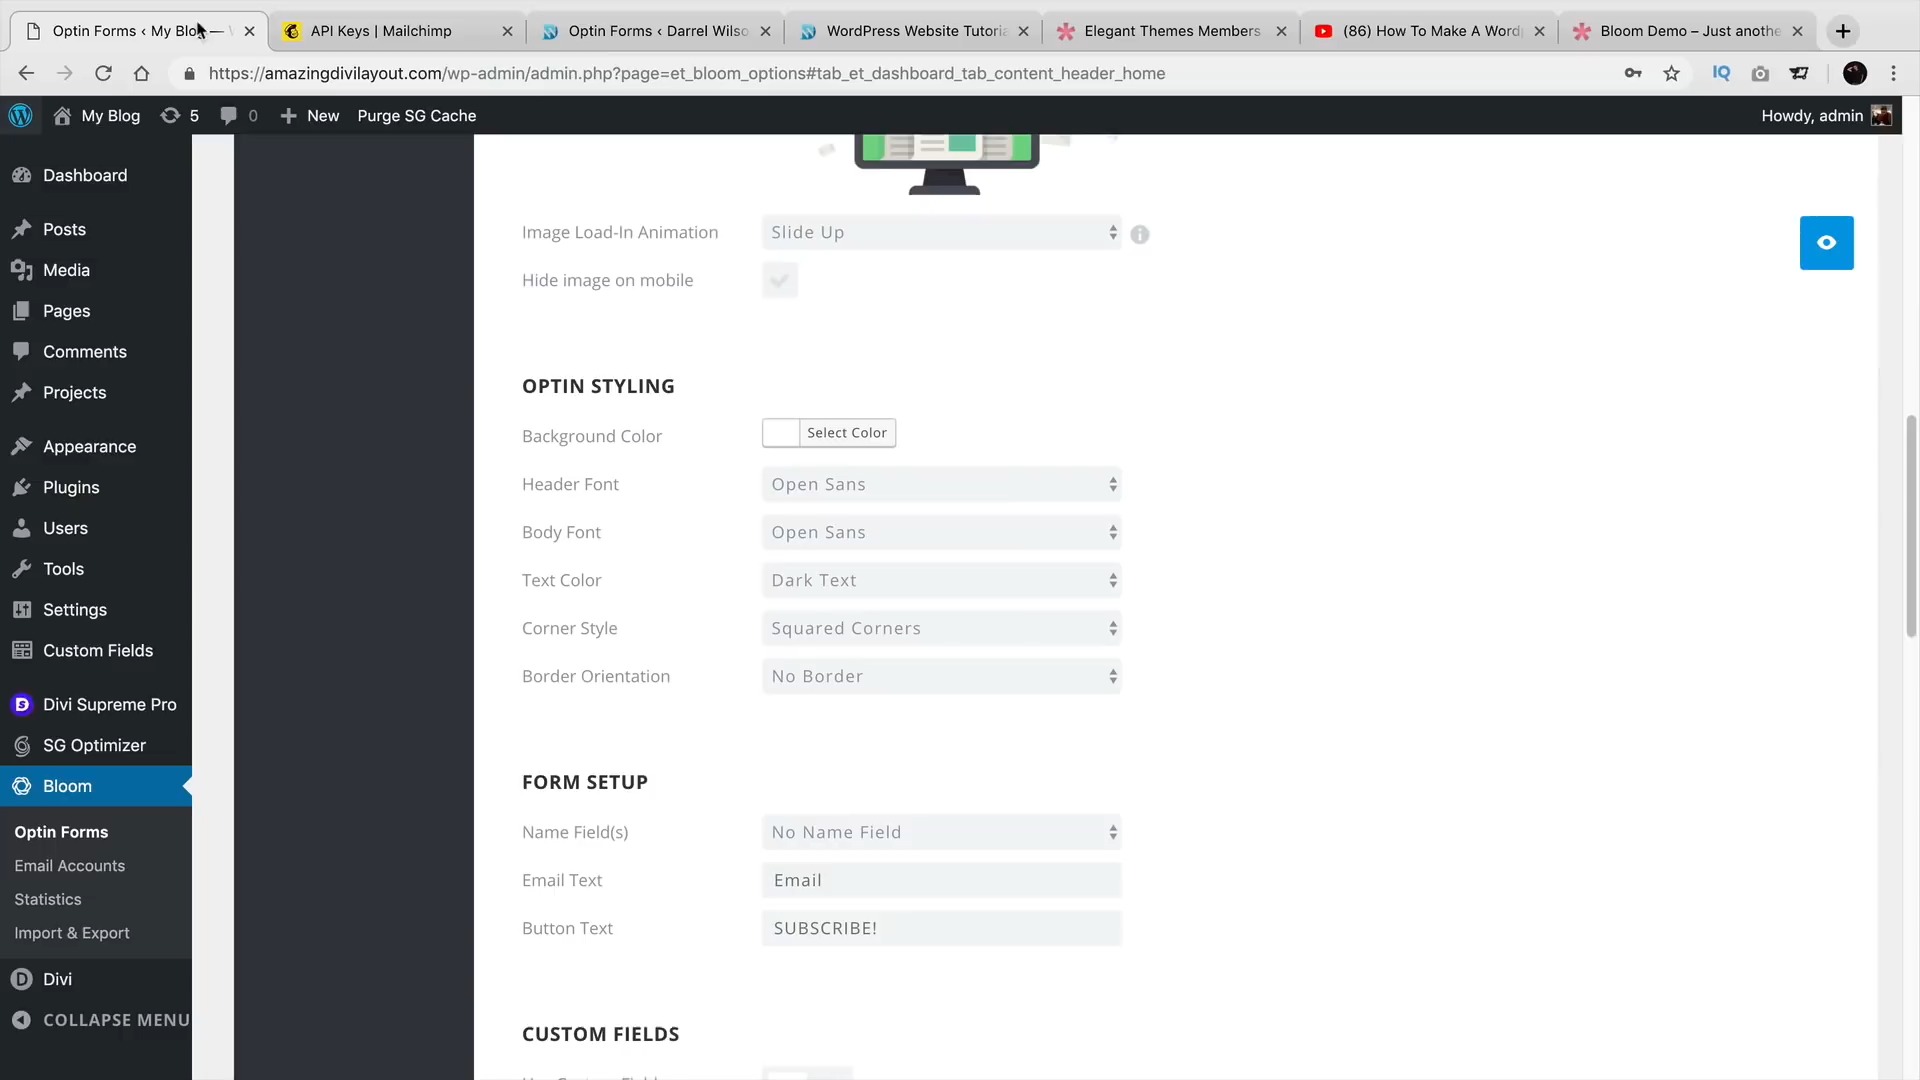 Optin Forms ‹ My Blog — W
API Keys | Mailchimp
Optin Forms ‹ Darrel Wilso
WordPress Website Tutoria
Elegant Themes Members
(86) How To Make A Word
Bloom Demo – Just anothe
https://amazingdivilayout.com/wp-admin/admin.php?page=et_bloom_options#tab_et_dashboard_tab_content_header_home
IQ
My Blog 5 0 New Purge SG Cache
Howdy, admin
Dashboard
Posts
Media
Pages
Comments
Projects
Appearance
Plugins
Users
Tools
Settings
Custom Fields
Divi Supreme Pro
SG Optimizer
Bloom
Optin Forms
Email Accounts
Statistics
Import & Export
Divi
COLLAPSE MENU
Image Load-In Animation Slide Up
Hide image on mobile
OPTIN STYLING
Background Color Select Color
Header Font Open Sans
Body Font Open Sans
Text Color Dark Text
Corner Style Squared Corners
Border Orientation No Border
FORM SETUP
Name Field(s) No Name Field
Email Text Email
Button Text SUBSCRIBE!
CUSTOM FIELDS